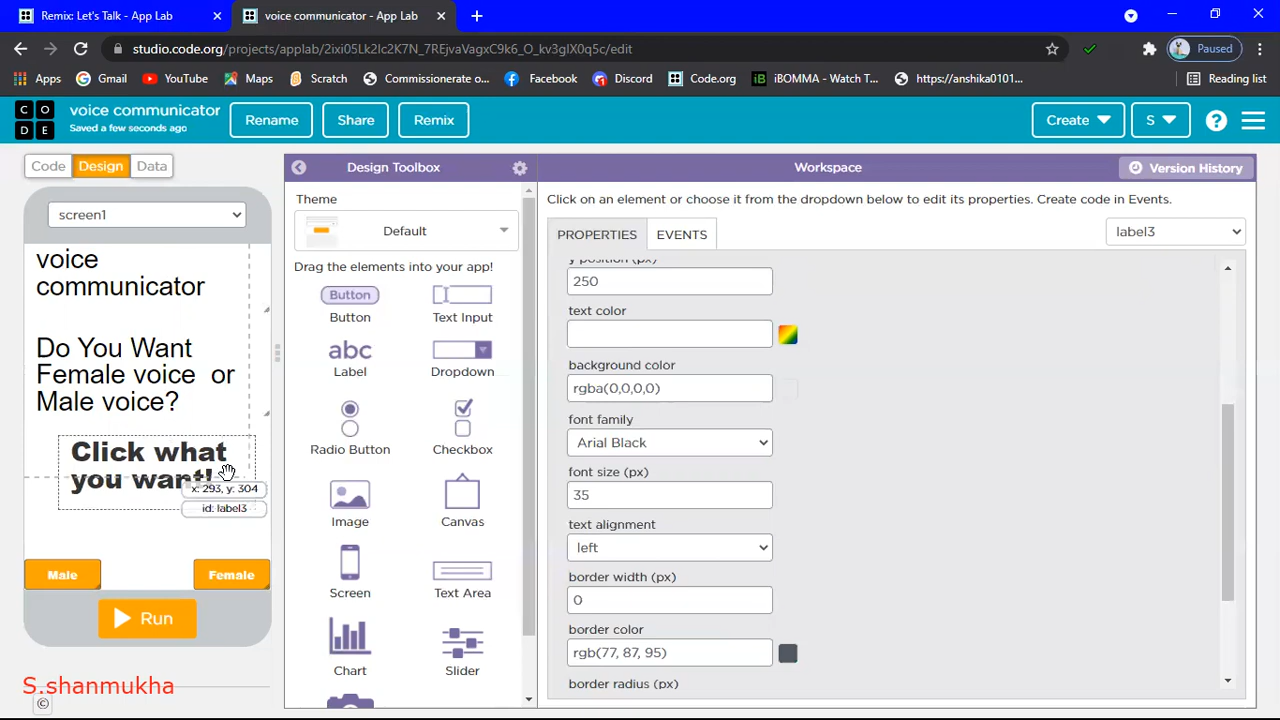 Remix: Let's Talk - App Lab
voice communicator - App Lab
studio.code.org/projects/applab/2ixi05Lk2lc2K7N_7REjvaVagxC9k6_O_kv3glX0q5c/edit
Paused
Apps
Gmail
YouTube
Maps
Scratch
Commissionerate o...
Facebook
Discord
Code.org
iBOMMA - Watch T...
https://anshika0101...
Reading list
CODE
voice communicator
Saved a few seconds ago
Rename
Share
Remix
Create
S
?
Code
Design
Data
Design Toolbox
Workspace
Version History
screen1
Theme
Default
Click on an element or choose it from the dropdown below to edit its properties. Create code in Events.
PROPERTIES
EVENTS
label3
voice
communicator
Do You Want
Female voice or
Male voice?
Click what
you want!
x: 293, y: 304
id: label3
Male
Female
Run
Drag the elements into your app!
Button
Button
Text Input
abc
Label
Dropdown
Radio Button
Checkbox
Image
Canvas
Screen
Text Area
Chart
Slider
y position (px)
250
text color
background color
rgba(0,0,0,0)
font family
Arial Black
font size (px)
35
text alignment
left
border width (px)
0
border color
rgb(77, 87, 95)
border radius (px)
S.shanmukha
©